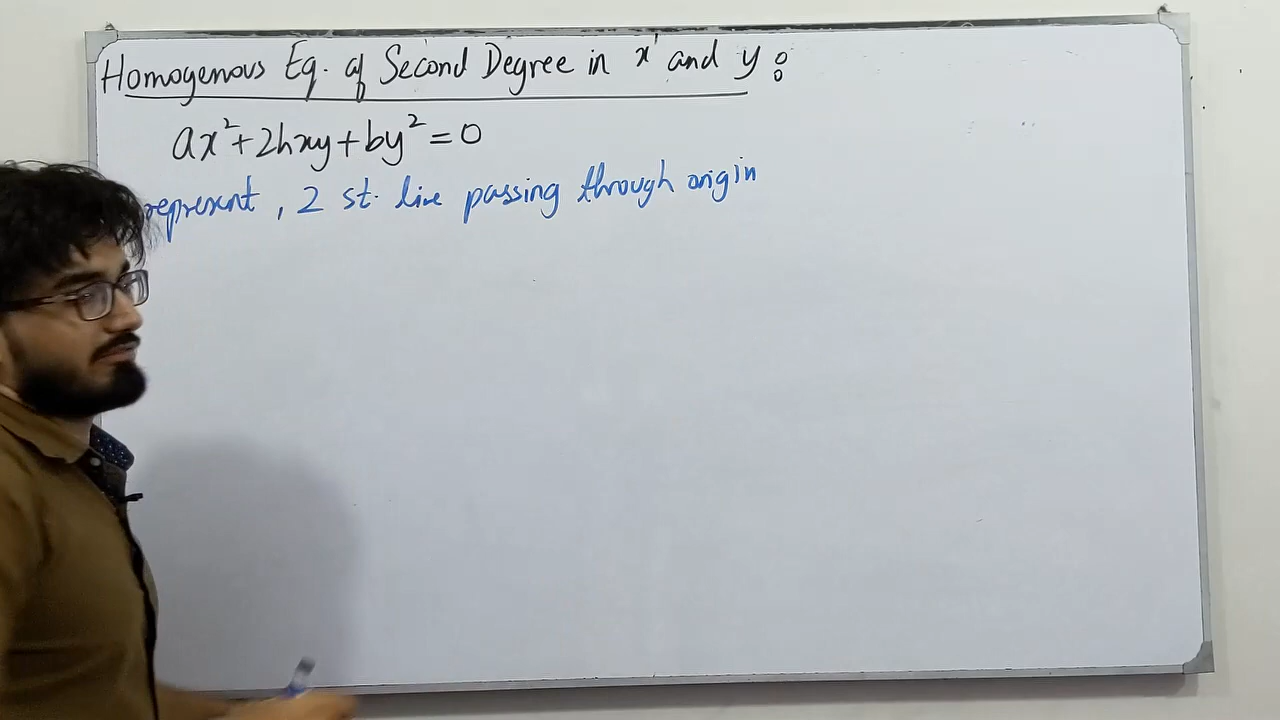 Homogenous Eq. of Second Degree in x and y :
ax²+2hxy+by²=0
represent, 2 st. line passing through origin